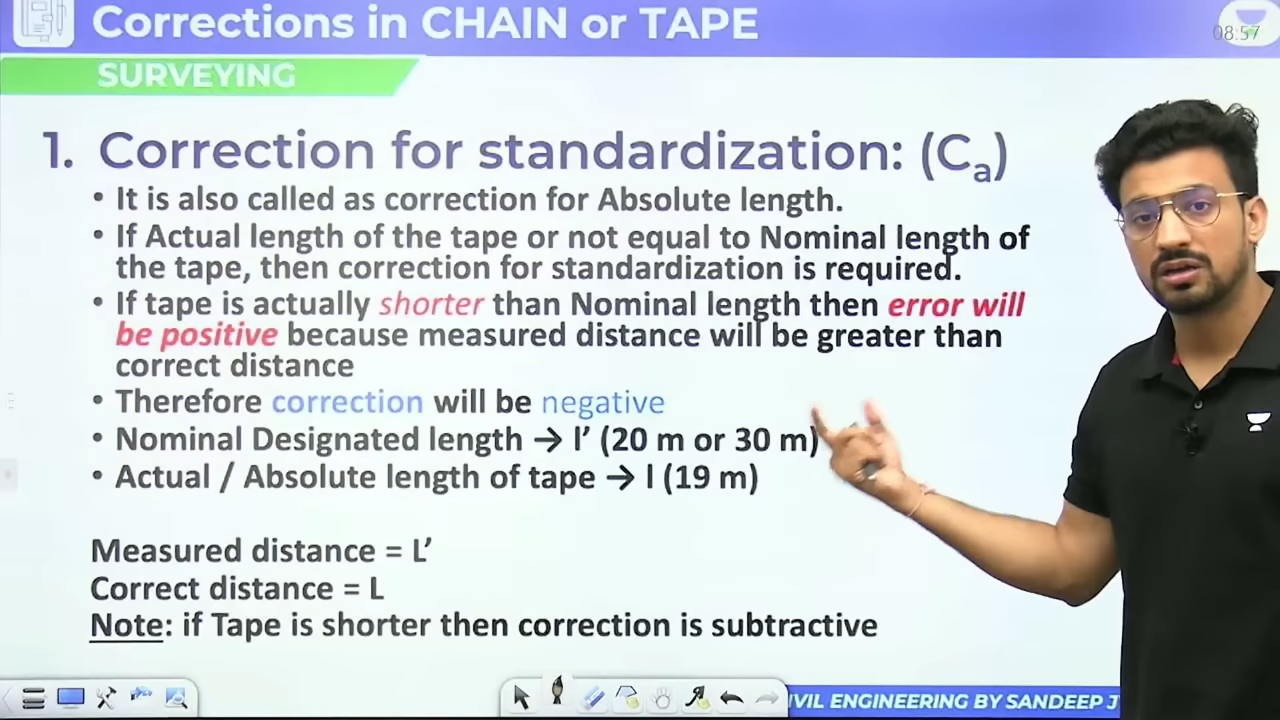 Corrections in CHAIN or TAPE
08:57
SURVEYING
1. Correction for standardization: (Cₐ)
• It is also called as correction for Absolute length.
• If Actual length of the tape or not equal to Nominal length of
the tape, then correction for standardization is required.
• If tape is actually shorter than Nominal length then error will
be positive because measured distance will be greater than
correct distance
• Therefore correction will be negative
• Nominal Designated length → l’ (20 m or 30 m)
• Actual / Absolute length of tape → l (19 m)
Measured distance = L’
Correct distance = L
Note: if Tape is shorter then correction is subtractive
IVIL ENGINEERING BY SANDEEP J